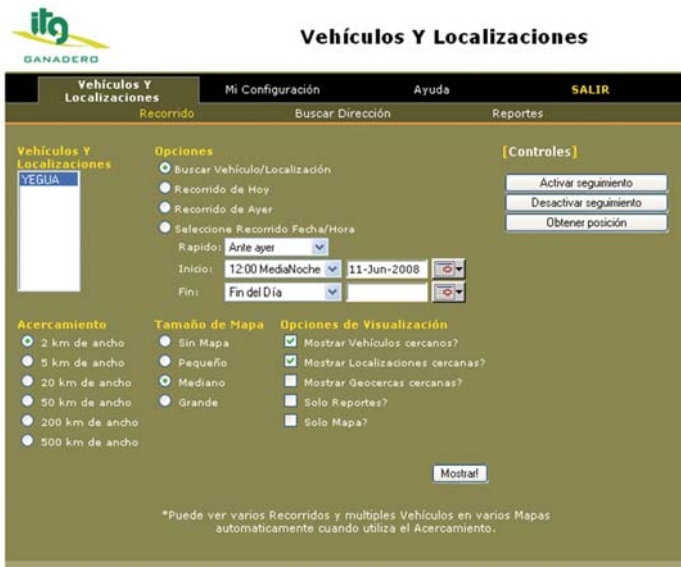 itg
GANADERO
Vehículos Y Localizaciones
Vehículos Y
Localizaciones
Mi Configuración
Ayuda
SALIR
Recorrido
Buscar Dirección
Reportes
Vehículos Y
Localizaciones
YEGUA
Opciones
Buscar Vehículo/Localización
Recorrido de Hoy
Recorrido de Ayer
Seleccione Recorrido Fecha/Hora
Rapido: Ante ayer
Inicio: 12:00 MediaNoche 11-Jun-2008
Fin: Fin del Día
[Controles]
Activar seguimiento
Desactivar seguimiento
Obtener posición
Acercamiento
2 km de ancho
5 km de ancho
20 km de ancho
50 km de ancho
200 km de ancho
500 km de ancho
Tamaño de Mapa
Sin Mapa
Pequeño
Mediano
Grande
Opciones de Visualización
Mostrar Vehículos cercanos?
Mostrar Localizaciones cercanas?
Mostrar Geocercas cercanas?
Solo Reportes?
Solo Mapa?
Mostrar!
*Puede ver varios Recorridos y multiples Vehículos en varios Mapas
automaticamente cuando utiliza el Acercamiento.